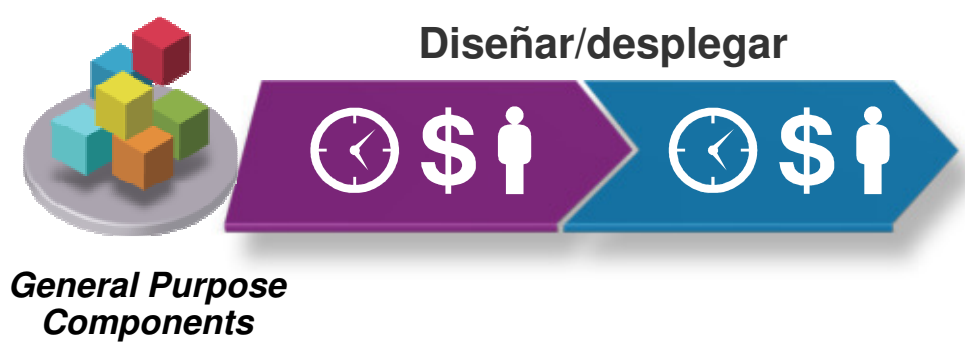 Diseñar/desplegar
$
$
General Purpose
Components